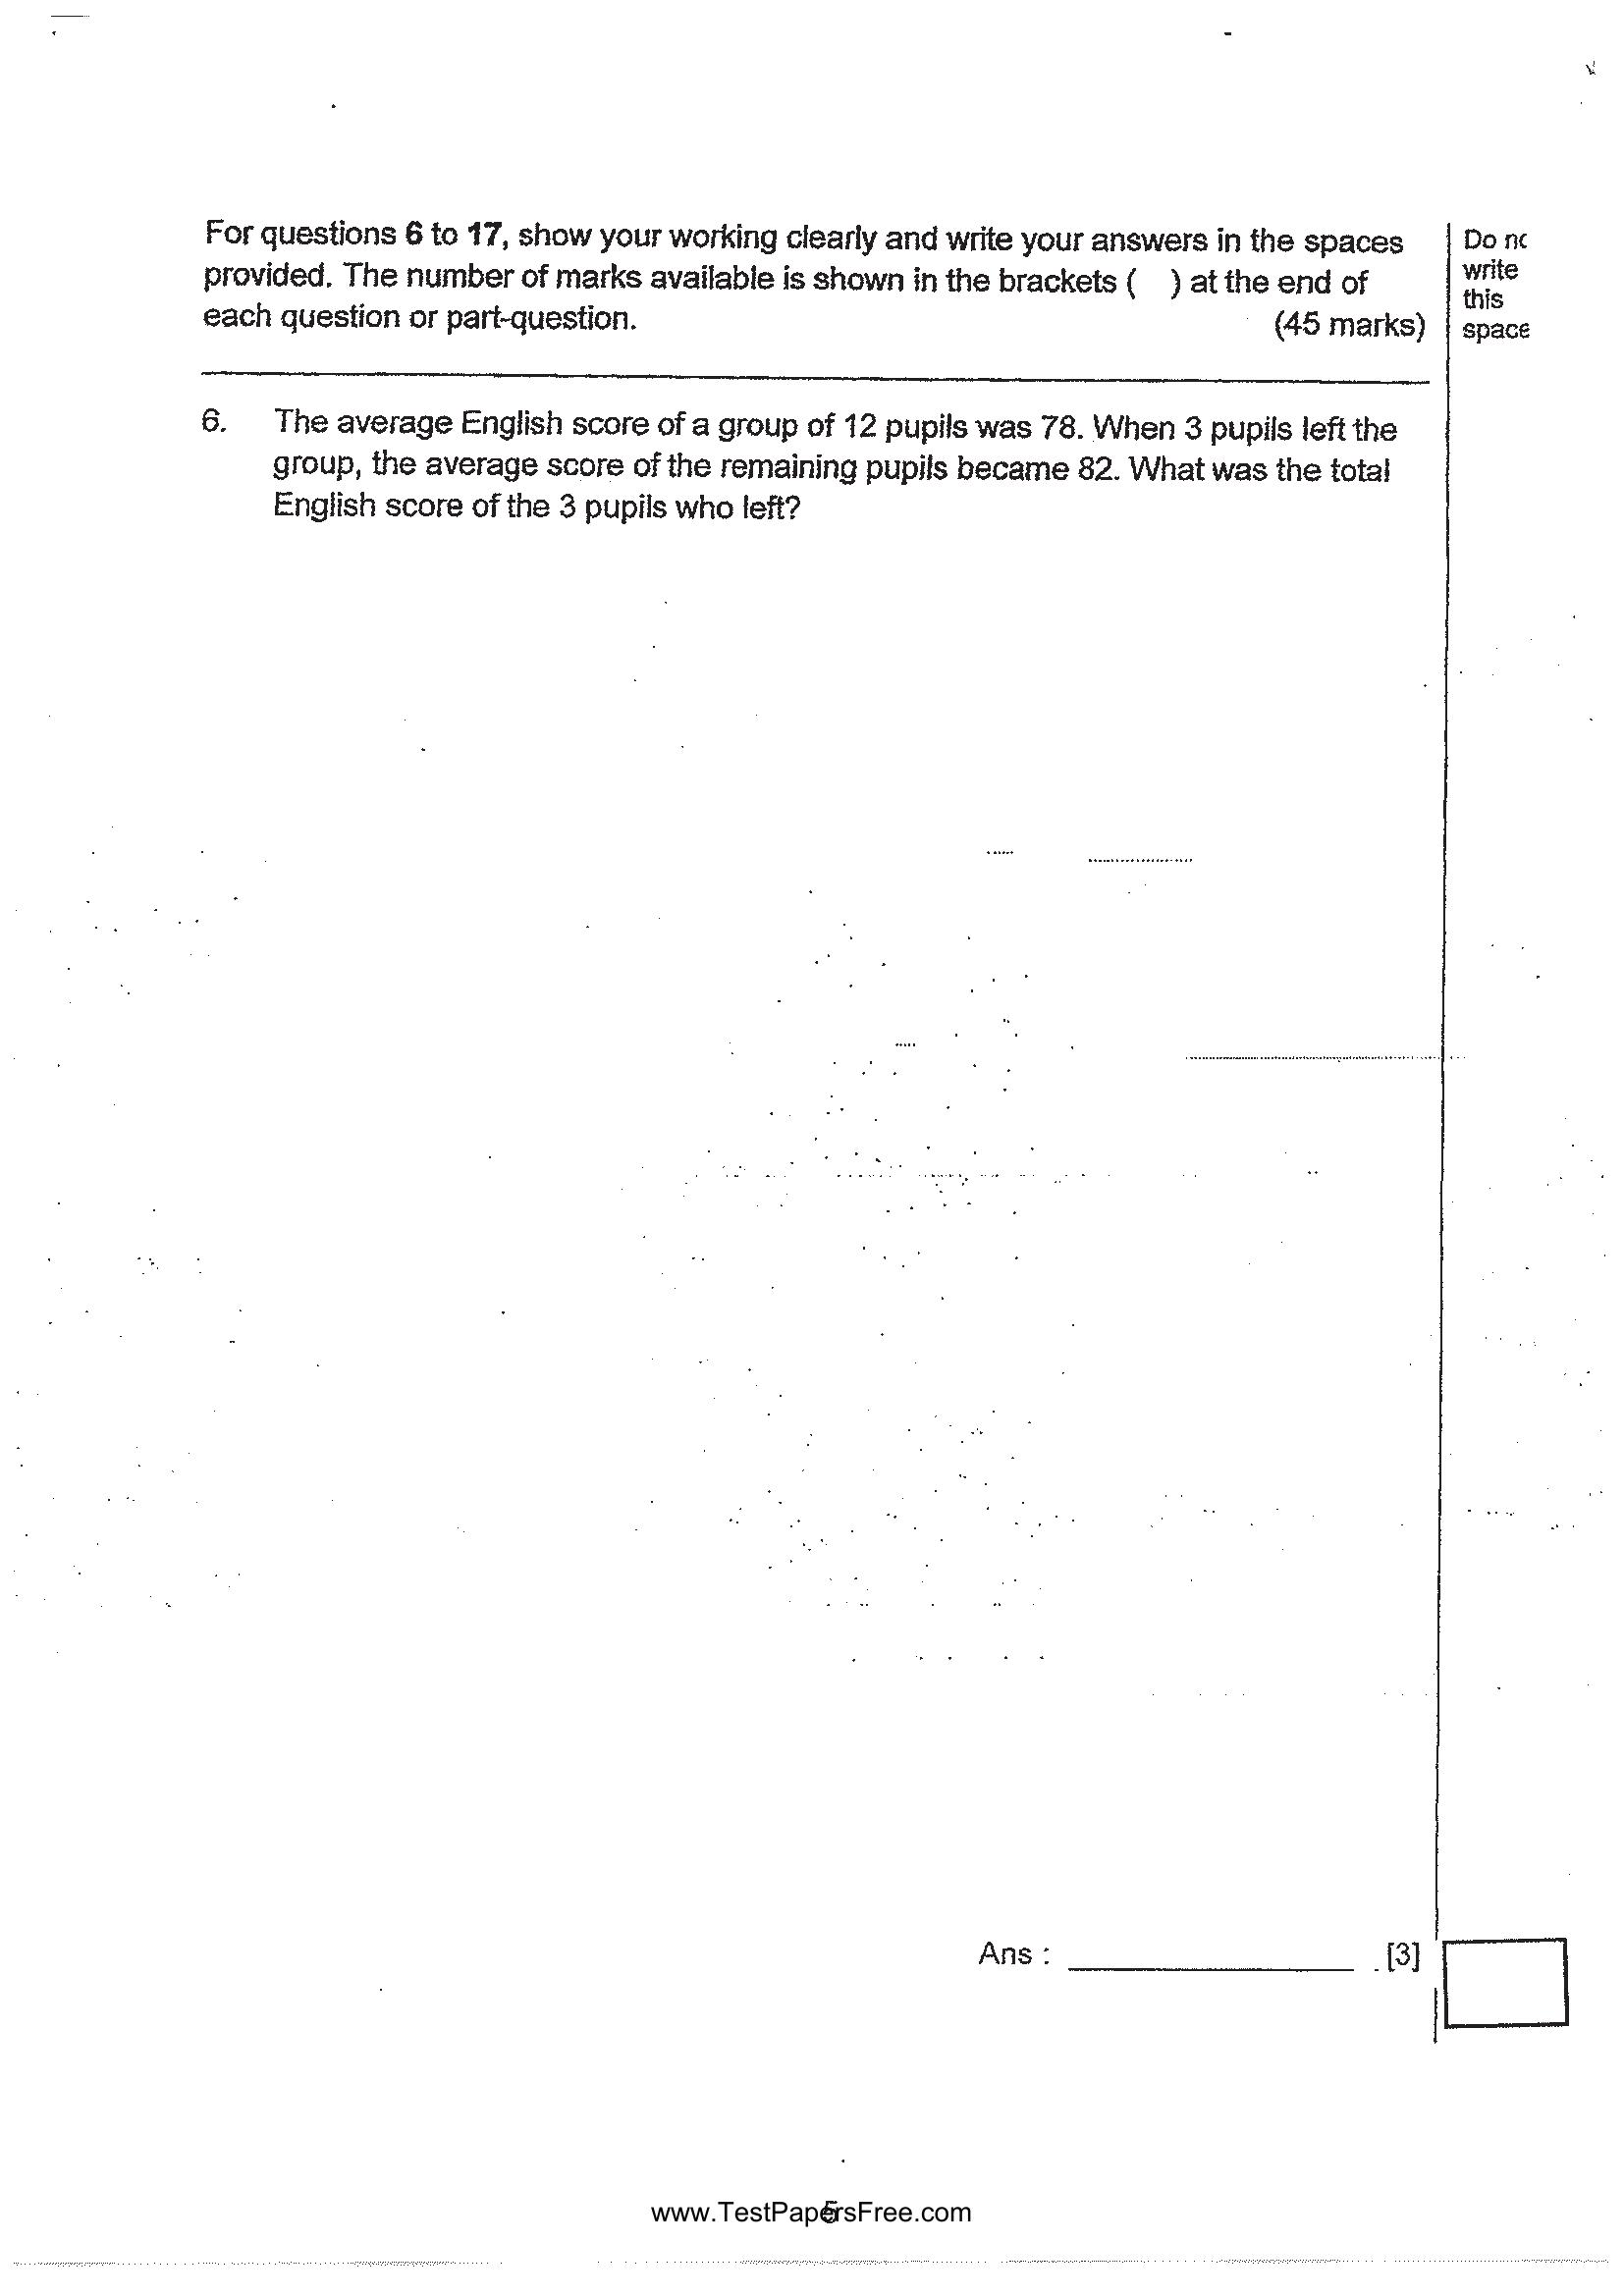 For questions 6 to 17, show your working clearly and write your answers in the spaces
provided. The number of marks available is shown in the brackets ( ) at the end of
each question or part-question. (45 marks)
Do nc
write
this
space
6. The average English score of a group of 12 pupils was 78. When 3 pupils left the
group, the average score of the remaining pupils became 82. What was the total
English score of the 3 pupils who left?
Ans : ____________ [3]
www.TestPapersFree.com
5